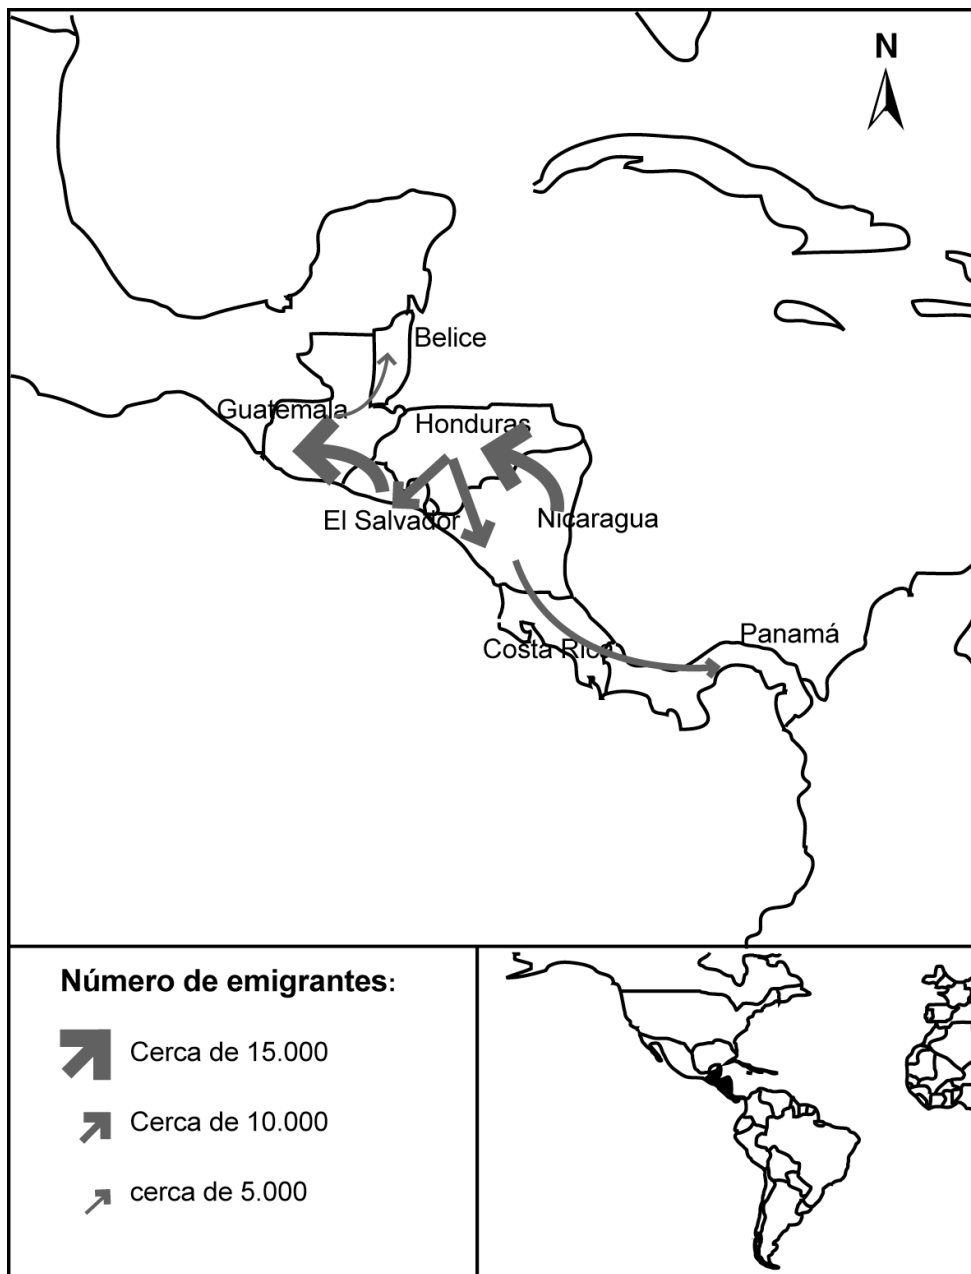 N
Belice
Guatemala
Honduras
El Salvador
Nicaragua
Costa Rica
Panamá
Número de emigrantes:
Cerca de 15.000
Cerca de 10.000
cerca de 5.000